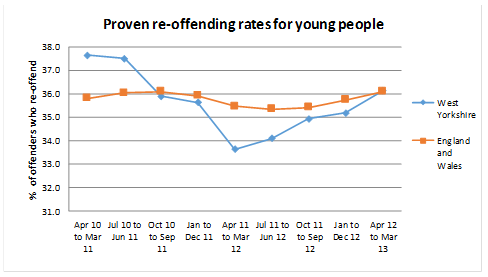 Proven re-offending rates for young people
% of offenders who re-offend
38.0
37.0
36.0
35.0
34.0
33.0
32.0
31.0
Apr 10 to Mar 11
Jul 10 to Jun 11
Oct 10 to Sep 11
Jan to Dec 11
Apr 11 to Mar 12
Jul 11 to Jun 12
Oct 11 to Sep 12
Jan to Dec 12
Apr 12 to Mar 13
West
Yorkshire
England
and
Wales